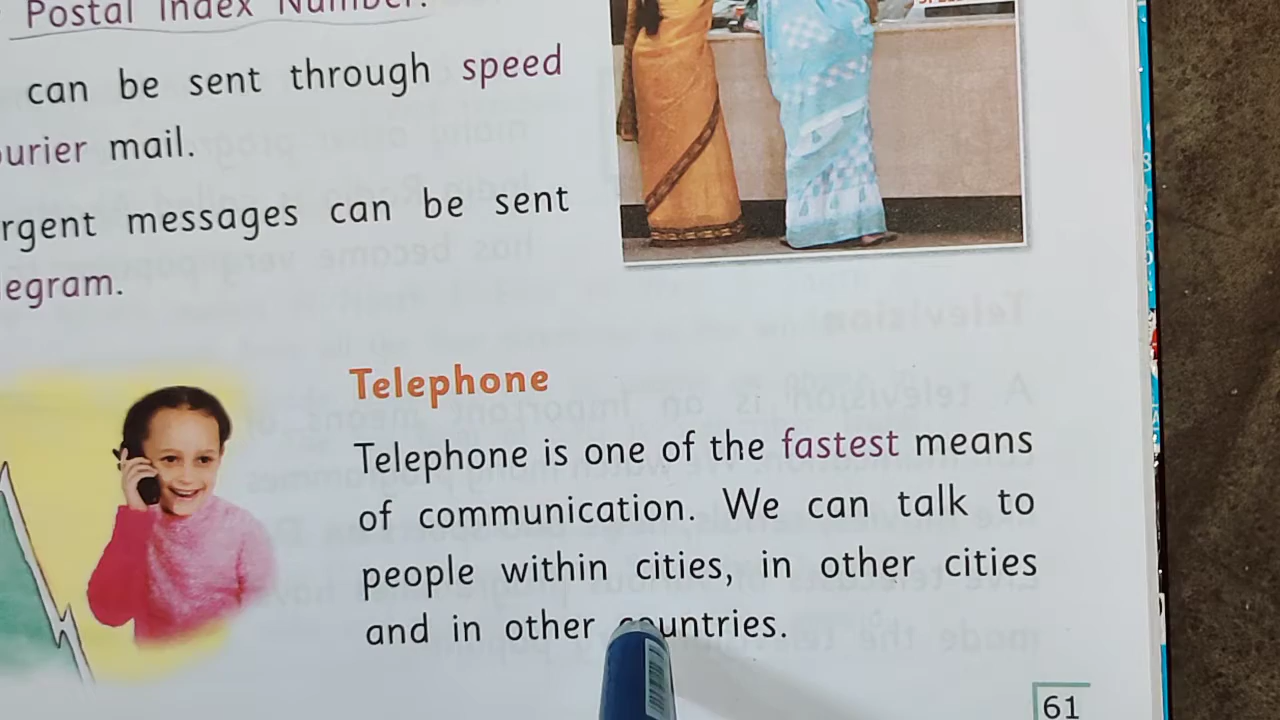 Postal Index Number.
can be sent through speed
ourier mail.
rgent messages can be sent
legram.
Telephone
Telephone is one of the fastest means
of communication. We can talk to
people within cities, in other cities
and in other countries.
61